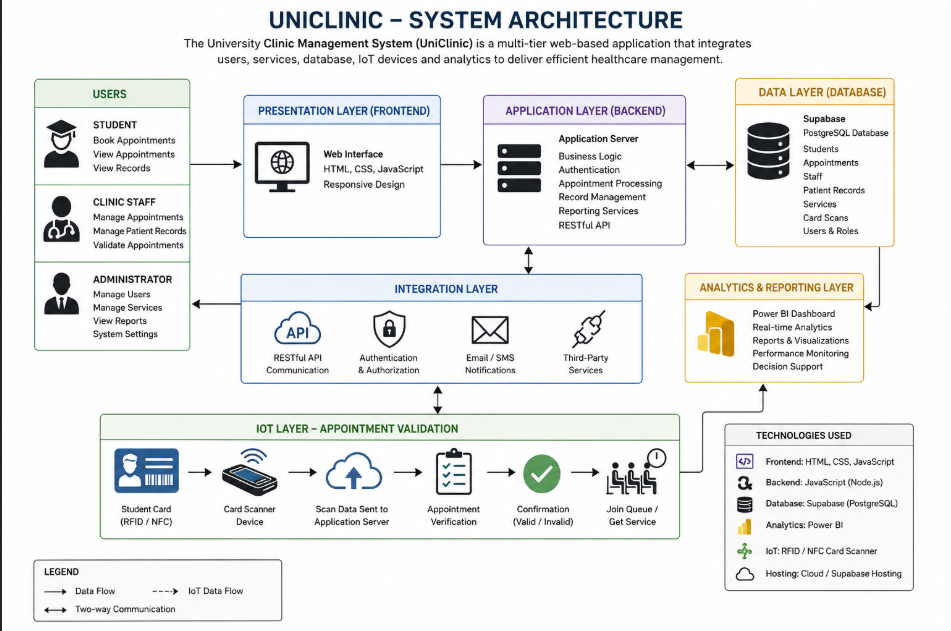 UNICLINIC – SYSTEM ARCHITECTURE
The University Clinic Management System (UniClinic) is a multi-tier web-based application that integrates
users, services, database, IoT devices and analytics to deliver efficient healthcare management.
USERS
STUDENT
Book Appointments
View Appointments
View Records
CLINIC STAFF
Manage Appointments
Manage Patient Records
Validate Appointments
ADMINISTRATOR
Manage Users
Manage Services
View Reports
System Settings
PRESENTATION LAYER (FRONTEND)
Web Interface
HTML, CSS, JavaScript
Responsive Design
APPLICATION LAYER (BACKEND)
Application Server
Business Logic
Authentication
Appointment Processing
Record Management
Reporting Services
RESTful API
DATA LAYER (DATABASE)
Supabase
PostgreSQL Database
Students
Appointments
Staff
Patient Records
Services
Card Scans
Users & Roles
INTEGRATION LAYER
API
RESTful API
Communication
Authentication
& Authorization
Email / SMS
Notifications
Third-Party
Services
ANALYTICS & REPORTING LAYER
Power BI Dashboard
Real-time Analytics
Reports & Visualizations
Performance Monitoring
Decision Support
IOT LAYER – APPOINTMENT VALIDATION
Student Card
(RFID / NFC)
Card Scanner
Device
Scan Data Sent to
Application Server
Appointment
Verification
Confirmation
(Valid / Invalid)
Join Queue /
Get Service
TECHNOLOGIES USED
Frontend: HTML, CSS, JavaScript
Backend: JavaScript (Node.js)
Database: Supabase (PostgreSQL)
Analytics: Power BI
IoT: RFID / NFC Card Scanner
Hosting: Cloud / Supabase Hosting
LEGEND
Data Flow
IoT Data Flow
Two-way Communication